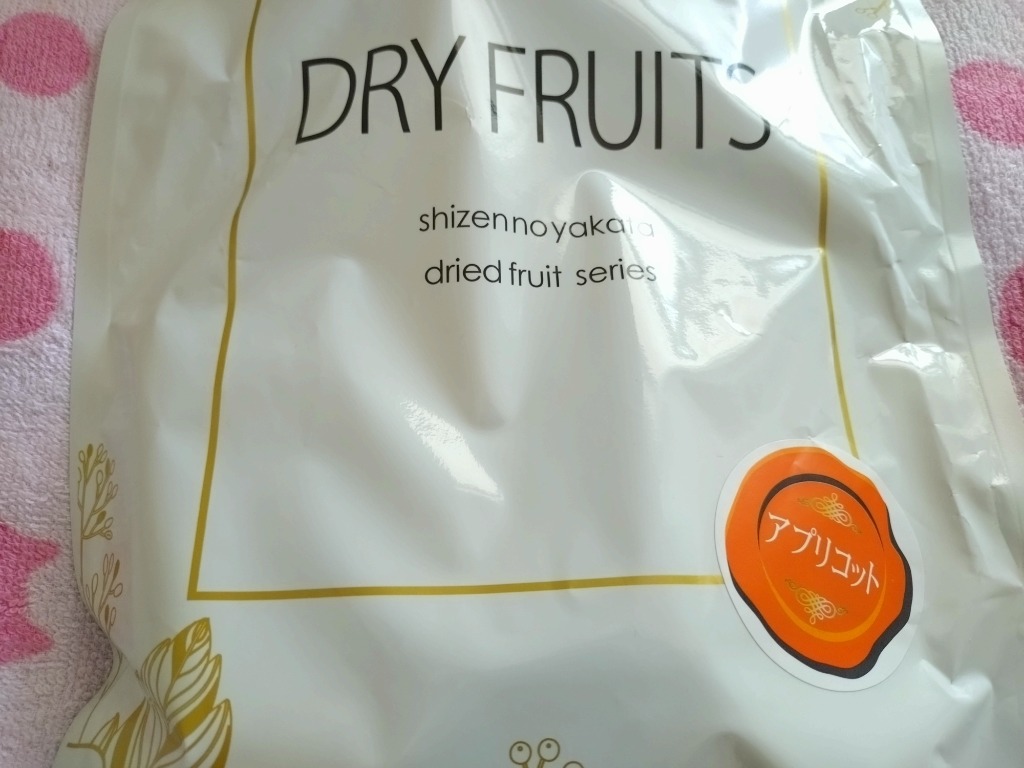 DRY FRUITS
shizennoyakata
dried fruit series
アプリコット